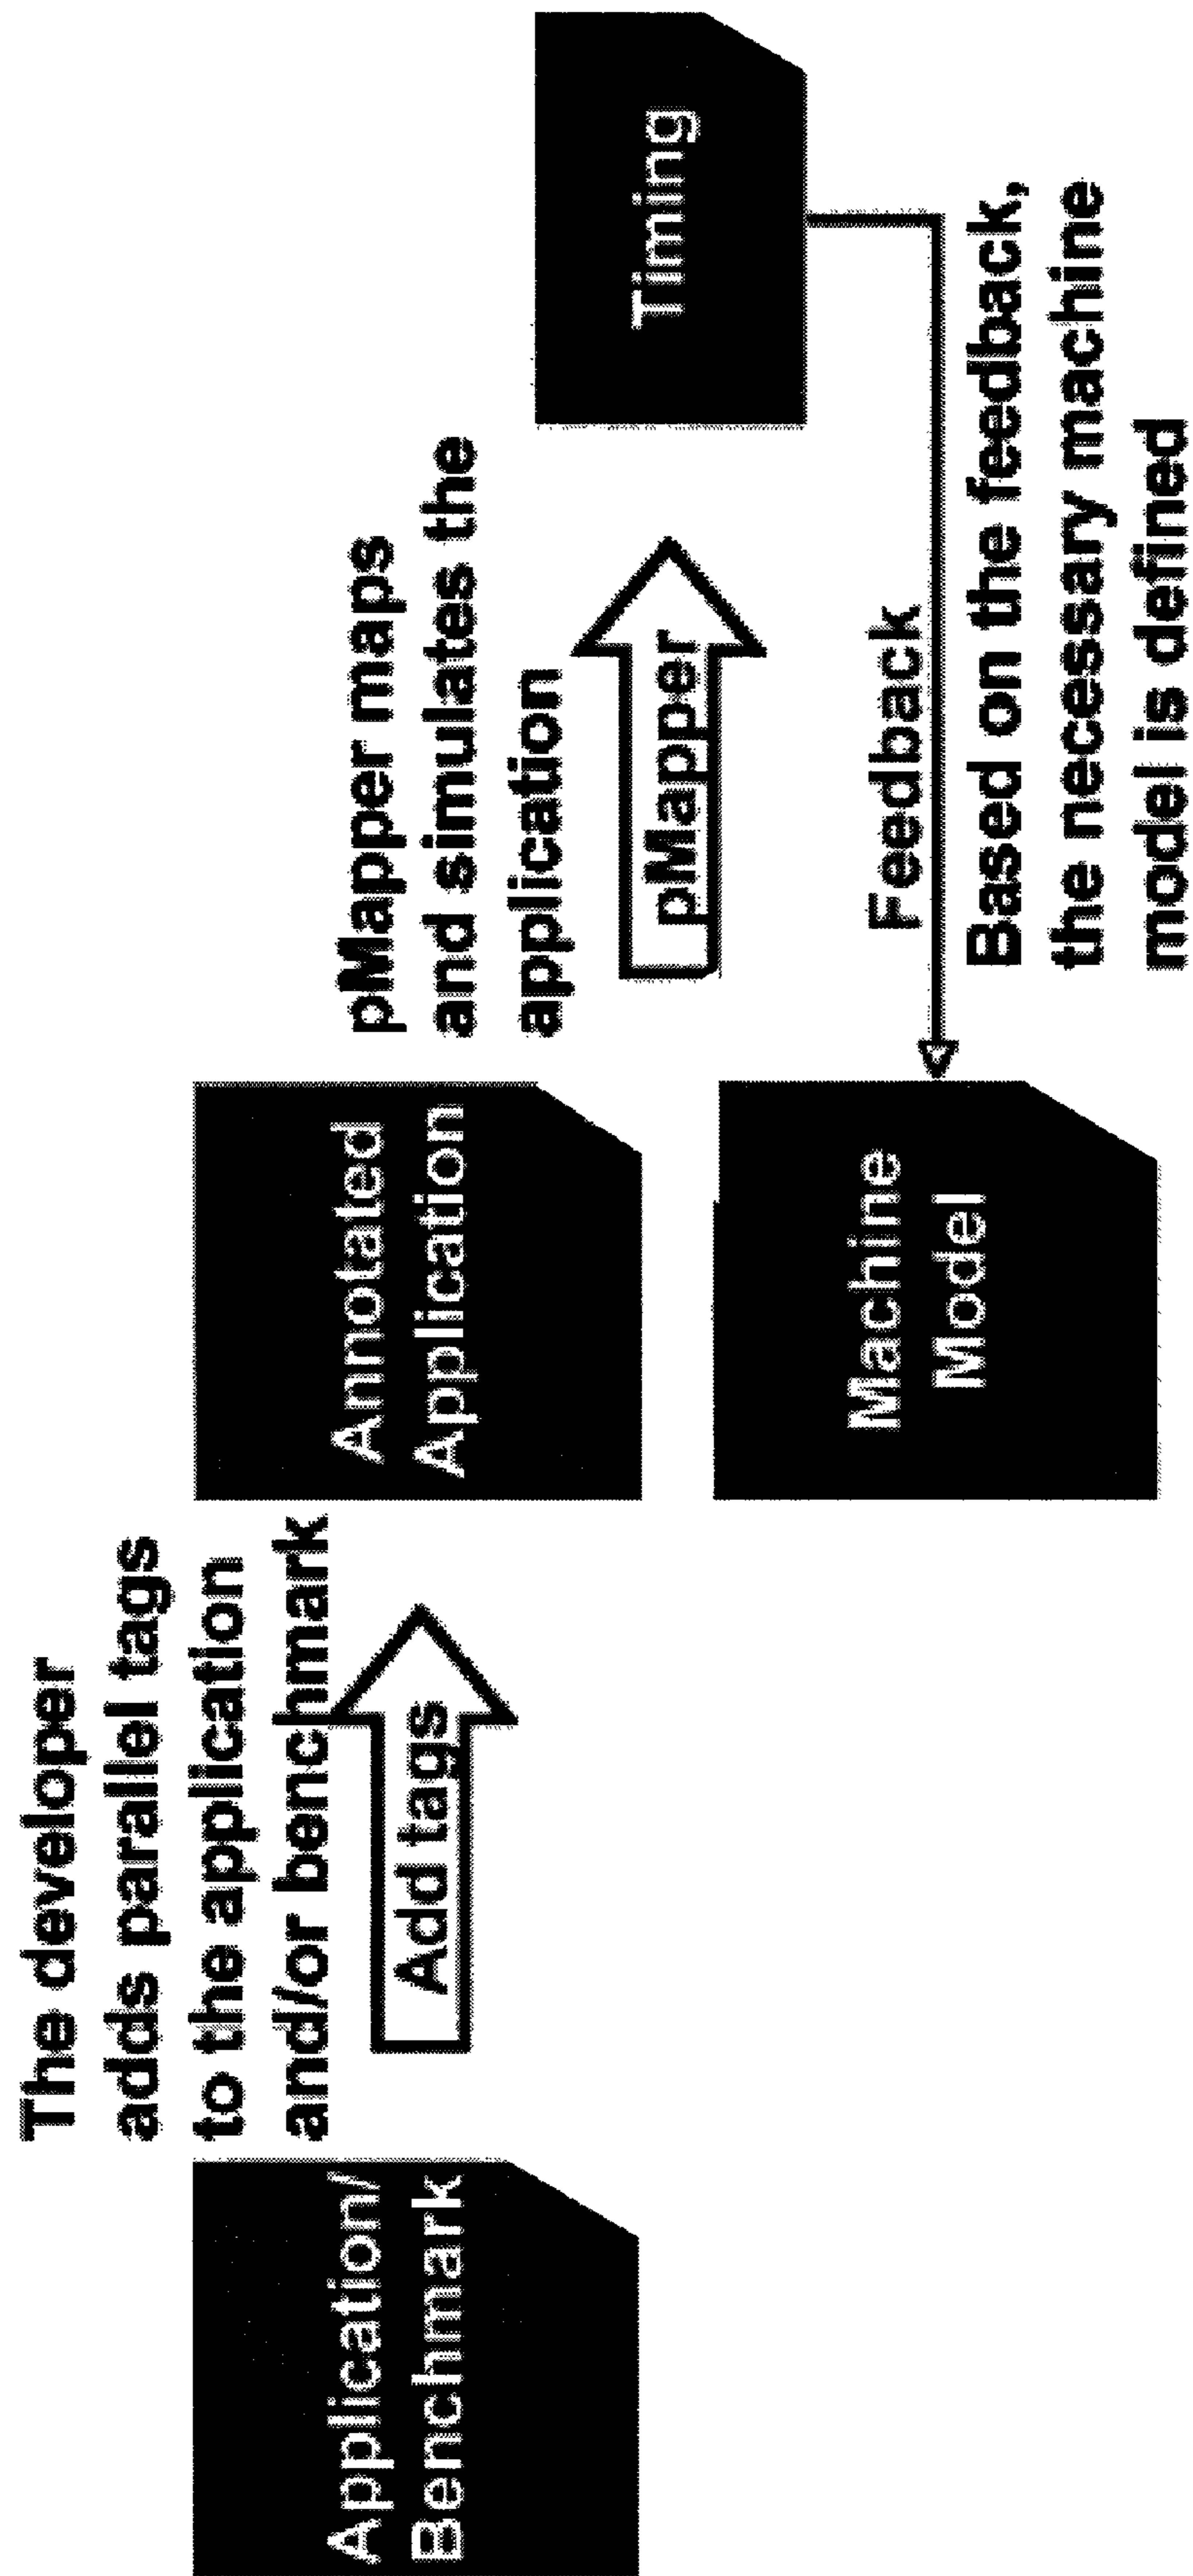 The developer
adds parallel tags
to the application
and/or benchmark
Application/
Benchmark
Add tags
Annotated
Application
pMapper maps
and simulates the
application
pMapper
Timing
Machine
Model
Feedback
Based on the feedback,
the necessary machine
model is defined